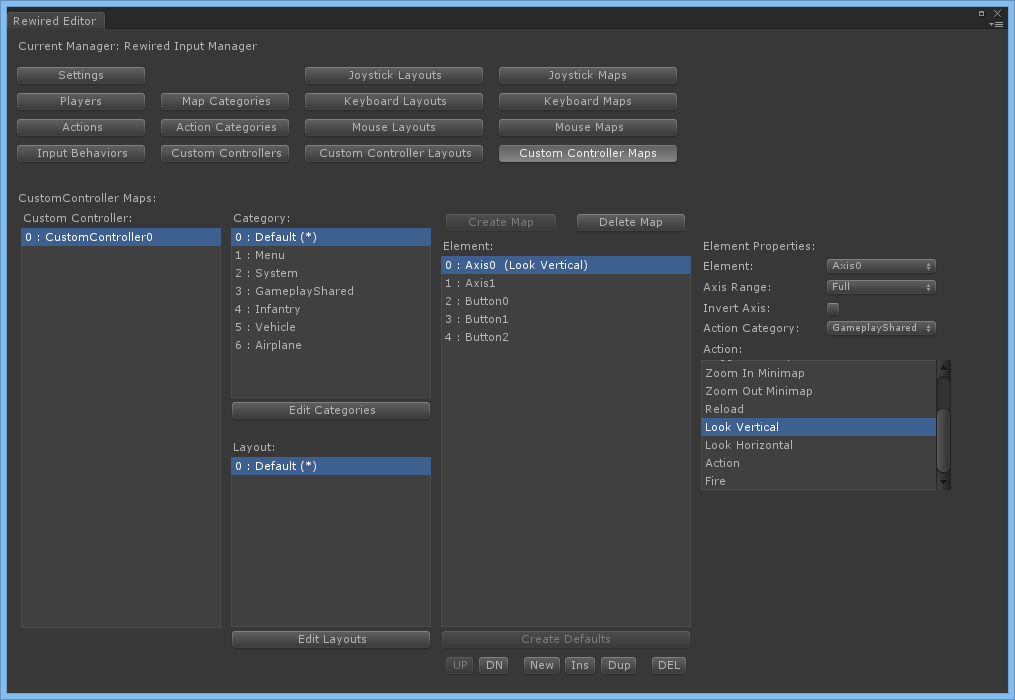 Rewired Editor
Current Manager: Rewired Input Manager
Settings Joystick Layouts Joystick Maps
Players Map Categories Keyboard Layouts Keyboard Maps
Actions Action Categories Mouse Layouts Mouse Maps
Input Behaviors Custom Controllers Custom Controller Layouts Custom Controller Maps
CustomController Maps:
Custom Controller:
0 : CustomController0
Category:
0 : Default (*)
1 : Menu
2 : System
3 : GameplayShared
4 : Infantry
5 : Vehicle
6 : Airplane
Edit Categories
Layout:
0 : Default (*)
Edit Layouts
Create Map Delete Map
Element:
0 : Axis0 (Look Vertical)
1 : Axis1
2 : Button0
3 : Button1
4 : Button2
Create Defaults
UP DN New Ins Dup DEL
Element Properties:
Element: Axis0
Axis Range: Full
Invert Axis:
Action Category: GameplayShared
Action:
Zoom In Minimap
Zoom Out Minimap
Reload
Look Vertical
Look Horizontal
Action
Fire